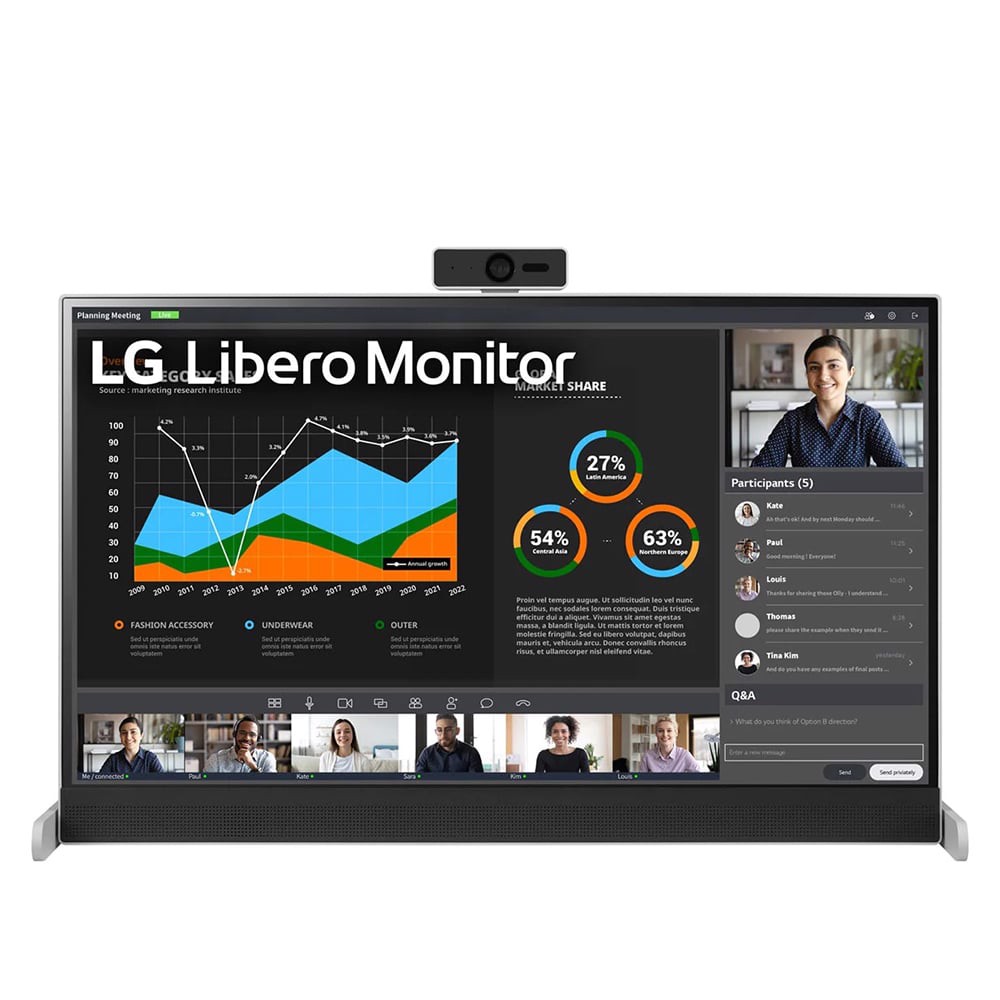 Planning Meeting Live
LG Libero Monitor
Source : marketing research institute
MARKET SHARE
4.2%
3.3%
-0.7%
-2.7%
2.0%
3.2%
4.7%
4.1%
3.8%
3.5%
3.9%
3.6%
3.7%
100
90
80
70
60
50
40
30
20
10
Annual growth
2009 2010 2011 2012 2013 2014 2015 2016 2017 2018 2019 2020 2021 2022
FASHION ACCESSORY
Sed ut perspiciatis unde
omnis iste natus error sit
voluptatem
UNDERWEAR
Sed ut perspiciatis unde
omnis iste natus error sit
voluptatem
OUTER
Sed ut perspiciatis unde
omnis iste natus error sit
voluptatem
27%
Latin America
54%
Central Asia
63%
Northern Europe
Proin vel tempus augue. Ut sollicitudin leo vel nunc
faucibus, nec sodales lorem consequat. Duis tristique
efficitur dui a aliquet. Vivamus sit amet egestas
massa, a blandit ligula. Ut mattis tortor et lorem
molestie fringilla. Sed eu libero volutpat, dapibus
mauris et, vehicula arcu. Donec convallis rhoncus
risus, et ullamcorper nisl eleifend vitae.
Participants (5)
Kate 11:46
Ah that's ok! And by next Monday should ...
Paul 11:25
Good morning ! Everyone!
Louis 10:01
Thanks for sharing these Olly - I understand ...
Thomas 8:28
please share the example when they send it ...
Tina Kim yesterday
And do you have any examples of final posts ...
Q&A
> What do you think of Option B direction?
Enter a new message
Send Send priviately
Me / connected
Paul
Kate
Sara
Kim
Louis